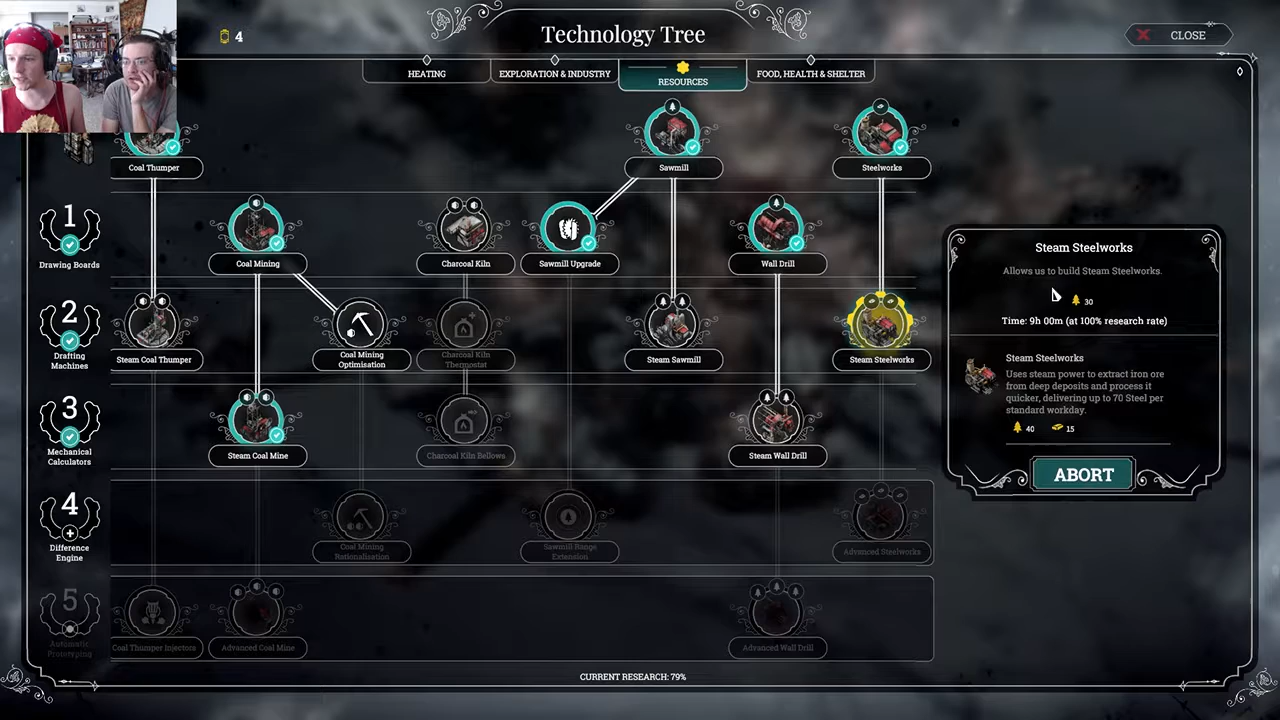 4
Technology Tree
CLOSE
HEATING
EXPLORATION & INDUSTRY
RESOURCES
FOOD, HEALTH & SHELTER
Coal Thumper
Sawmill
Steelworks
1
Drawing Boards
Coal Mining
Charcoal Kiln
Sawmill Upgrade
Wall Drill
2
Drafting
Machines
Steam Coal Thumper
Coal Mining
Optimisation
Charcoal Kiln
Thermostat
Steam Sawmill
Steam Steelworks
3
Mechanical
Calculators
Steam Coal Mine
Charcoal Kiln Bellows
Steam Wall Drill
4
Difference
Engine
Coal Mining
Rationalisation
Sawmill Range
Extension
Advanced Steelworks
5
Automatic
Prototyping
Coal Thumper Injectors
Advanced Coal Mine
Advanced Wall Drill
CURRENT RESEARCH: 79%
Steam Steelworks
Allows us to build Steam Steelworks.
30
Time: 9h 00m (at 100% research rate)
Steam Steelworks
Uses steam power to extract iron ore
from deep deposits and process it
quicker, delivering up to 70 Steel per
standard workday.
40 15
ABORT